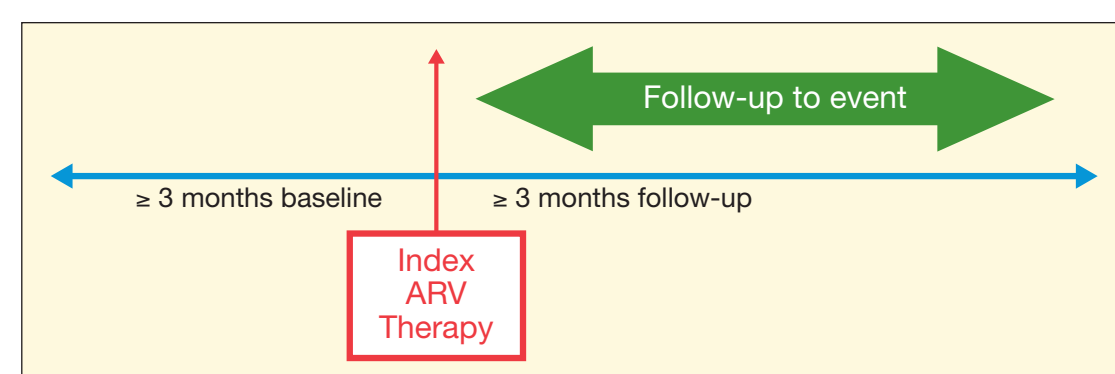 Follow-up to event
≥ 3 months baseline
≥ 3 months follow-up
Index
ARV
Therapy